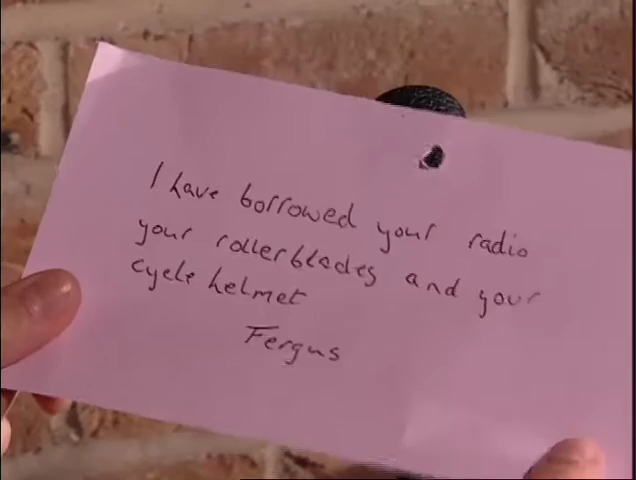 I have borrowed your radio
your rollerblades and your
cycle helmet
Fergus